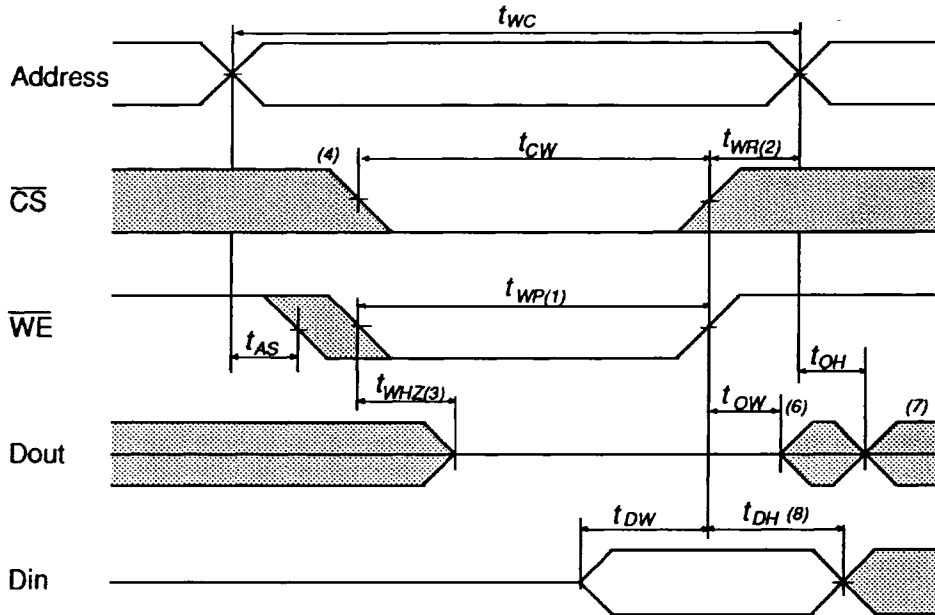 tWC
Address
(4) tCW tWR(2)
CS
tWP(1)
WE
tAS tOH
tWHZ(3) tOW (6) (7)
Dout
tDW tDH (8)
Din